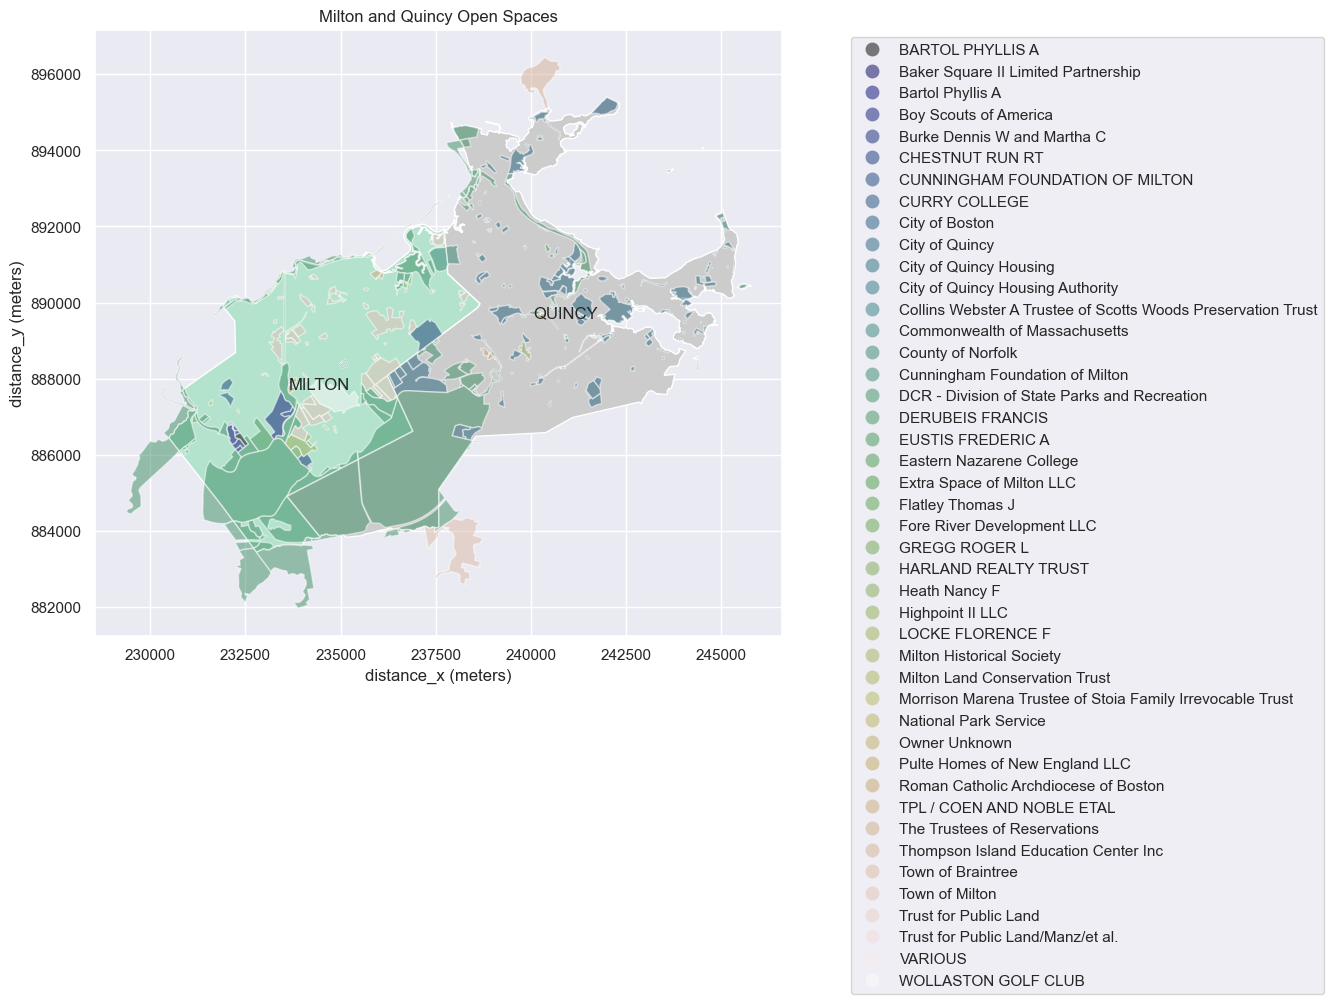 Milton and Quincy Open Spaces
896000
894000
892000
890000
888000
886000
884000
882000
distance_y (meters)
QUINCY
MILTON
230000 232500 235000 237500 240000 242500 245000
distance_x (meters)
BARTOL PHYLLIS A
Baker Square II Limited Partnership
Bartol Phyllis A
Boy Scouts of America
Burke Dennis W and Martha C
CHESTNUT RUN RT
CUNNINGHAM FOUNDATION OF MILTON
CURRY COLLEGE
City of Boston
City of Quincy
City of Quincy Housing
City of Quincy Housing Authority
Collins Webster A Trustee of Scotts Woods Preservation Trust
Commonwealth of Massachusetts
County of Norfolk
Cunningham Foundation of Milton
DCR - Division of State Parks and Recreation
DERUBEIS FRANCIS
EUSTIS FREDERIC A
Eastern Nazarene College
Extra Space of Milton LLC
Flatley Thomas J
Fore River Development LLC
GREGG ROGER L
HARLAND REALTY TRUST
Heath Nancy F
Highpoint II LLC
LOCKE FLORENCE F
Milton Historical Society
Milton Land Conservation Trust
Morrison Marena Trustee of Stoia Family Irrevocable Trust
National Park Service
Owner Unknown
Pulte Homes of New England LLC
Roman Catholic Archdiocese of Boston
TPL / COEN AND NOBLE ETAL
The Trustees of Reservations
Thompson Island Education Center Inc
Town of Braintree
Town of Milton
Trust for Public Land
Trust for Public Land/Manz/et al.
VARIOUS
WOLLASTON GOLF CLUB